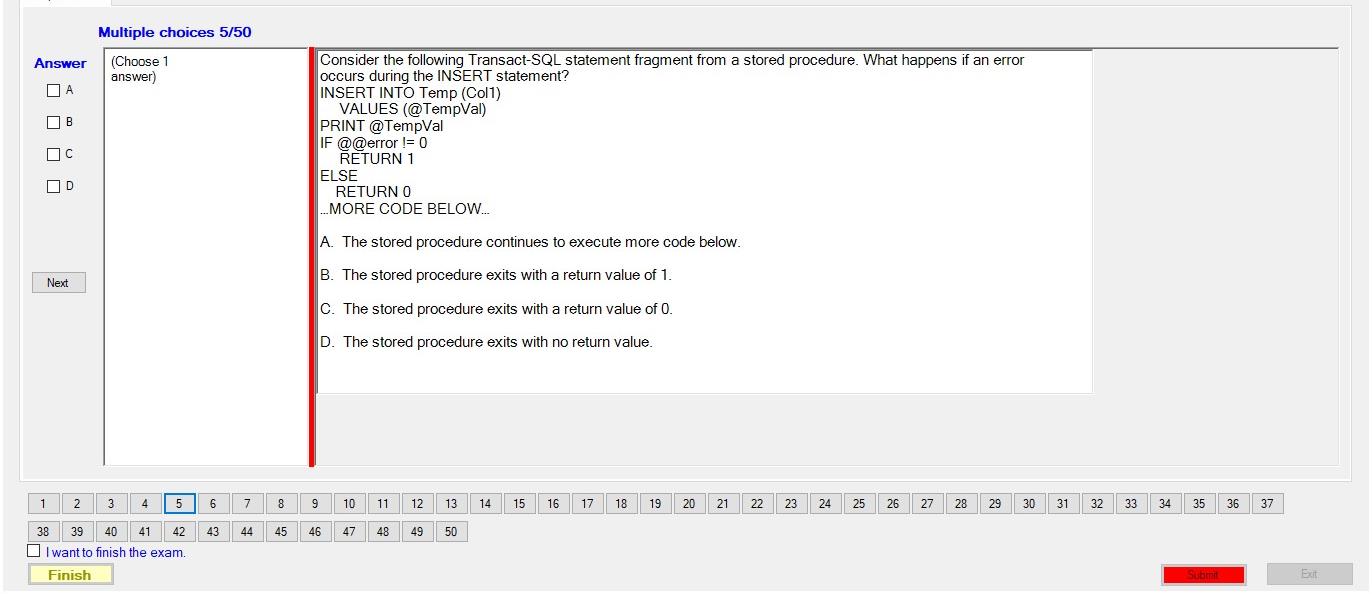 Multiple choices 5/50
Answer
(Choose 1
answer)
A
B
C
D
Next
Consider the following Transact-SQL statement fragment from a stored procedure. What happens if an error
occurs during the INSERT statement?
INSERT INTO Temp (Col1)
VALUES (@TempVal)
PRINT @TempVal
IF @@error != 0
RETURN 1
ELSE
RETURN 0
...MORE CODE BELOW...
A. The stored procedure continues to execute more code below.
B. The stored procedure exits with a return value of 1.
C. The stored procedure exits with a return value of 0.
D. The stored procedure exits with no return value.
1 2 3 4 5 6 7 8 9 10 11 12 13 14 15 16 17 18 19 20 21 22 23 24 25 26 27 28 29 30 31 32 33 34 35 36 37
38 39 40 41 42 43 44 45 46 47 48 49 50
I want to finish the exam.
Finish
Submit
Exit